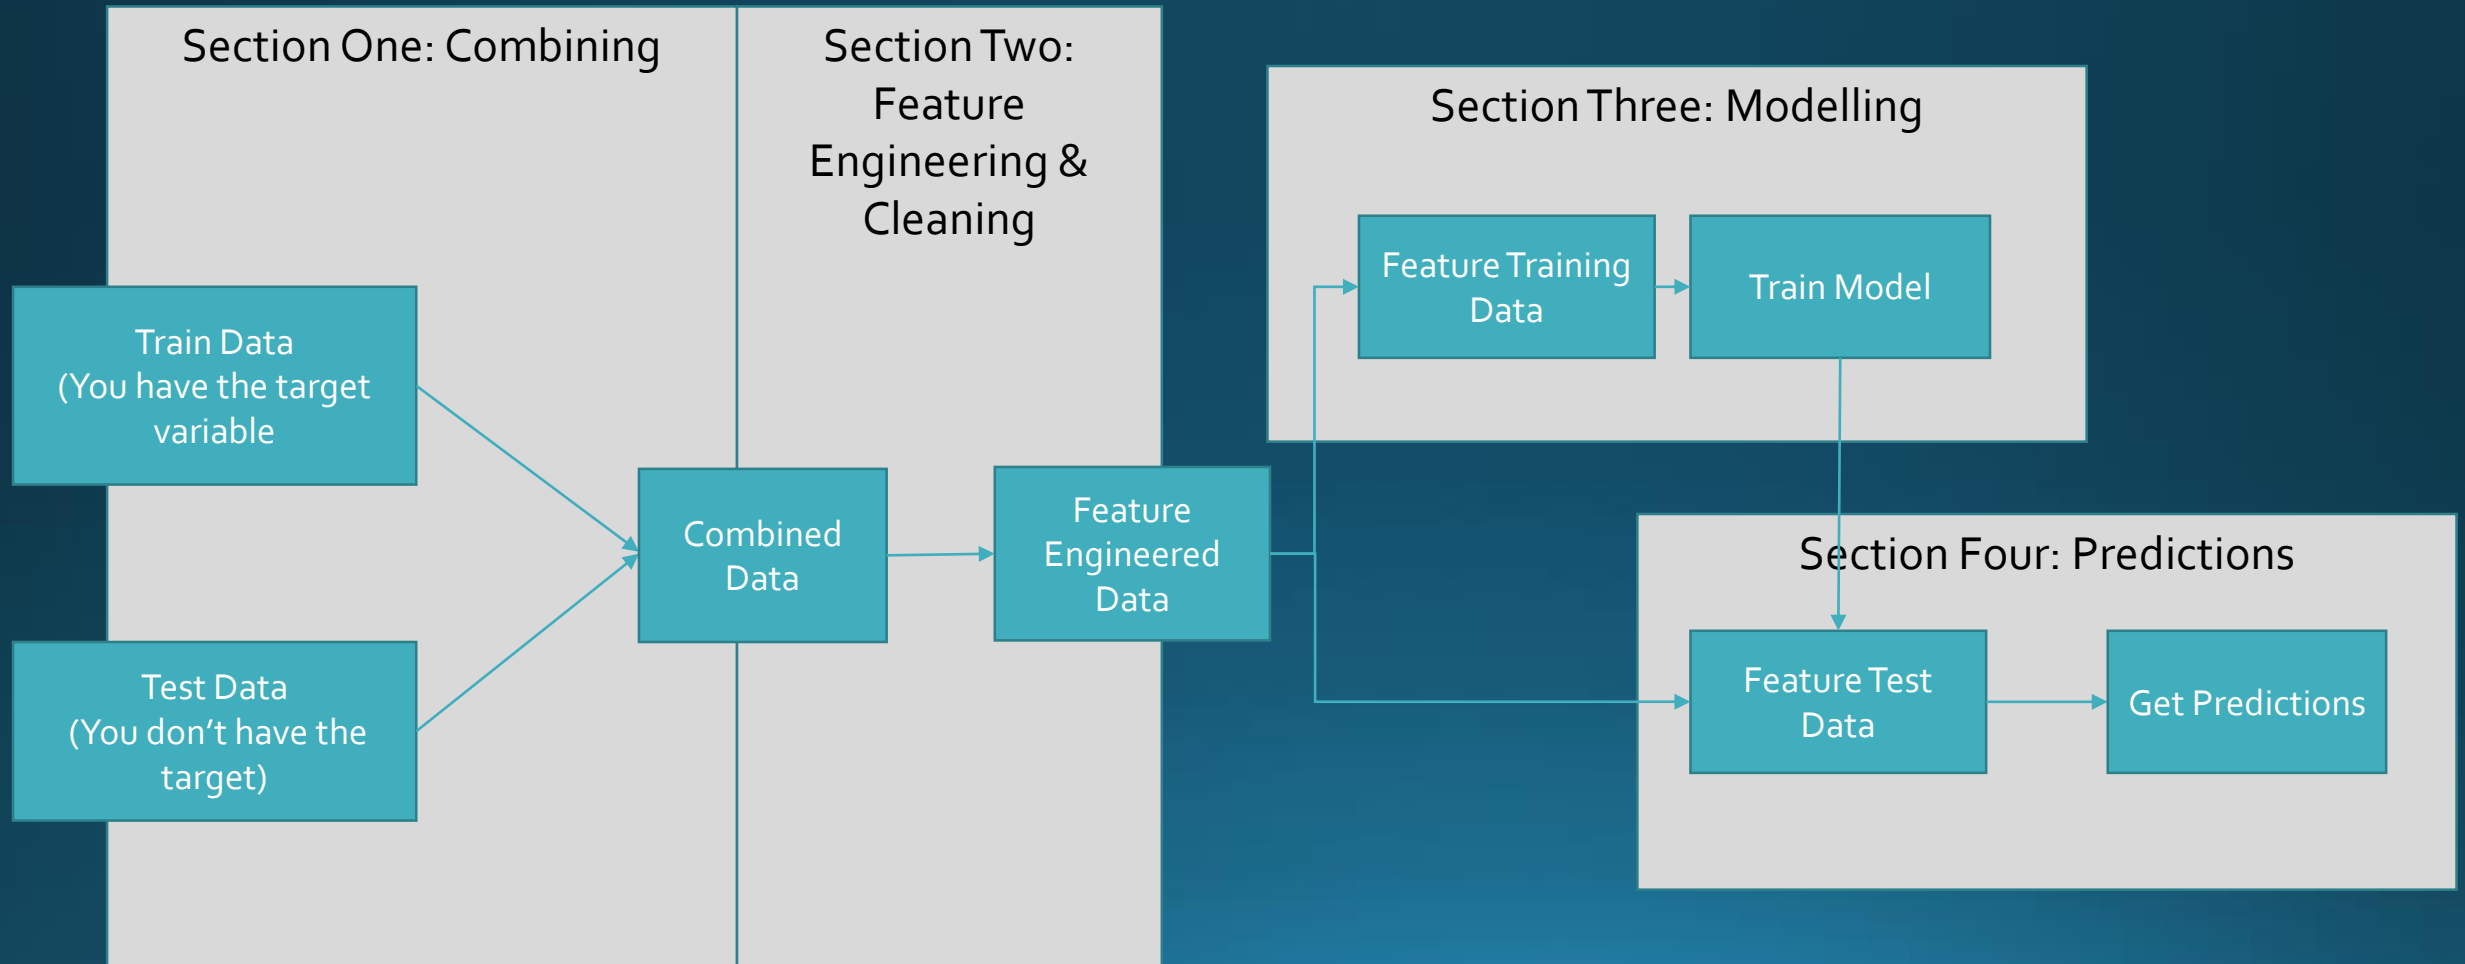 Section One: Combining
Section Two:
Feature
Engineering &
Cleaning
Section Three: Modelling
Feature Training
Data
Train Model
Train Data
(You have the target
variable
Combined
Data
Feature
Engineered
Data
Section Four: Predictions
Test Data
(You don’t have the
target)
Feature Test
Data
Get Predictions